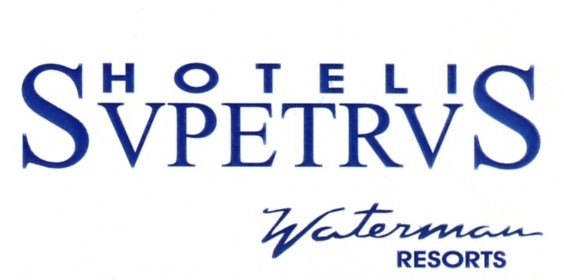 HOTELI
SVPETRVS
Waterman
RESORTS